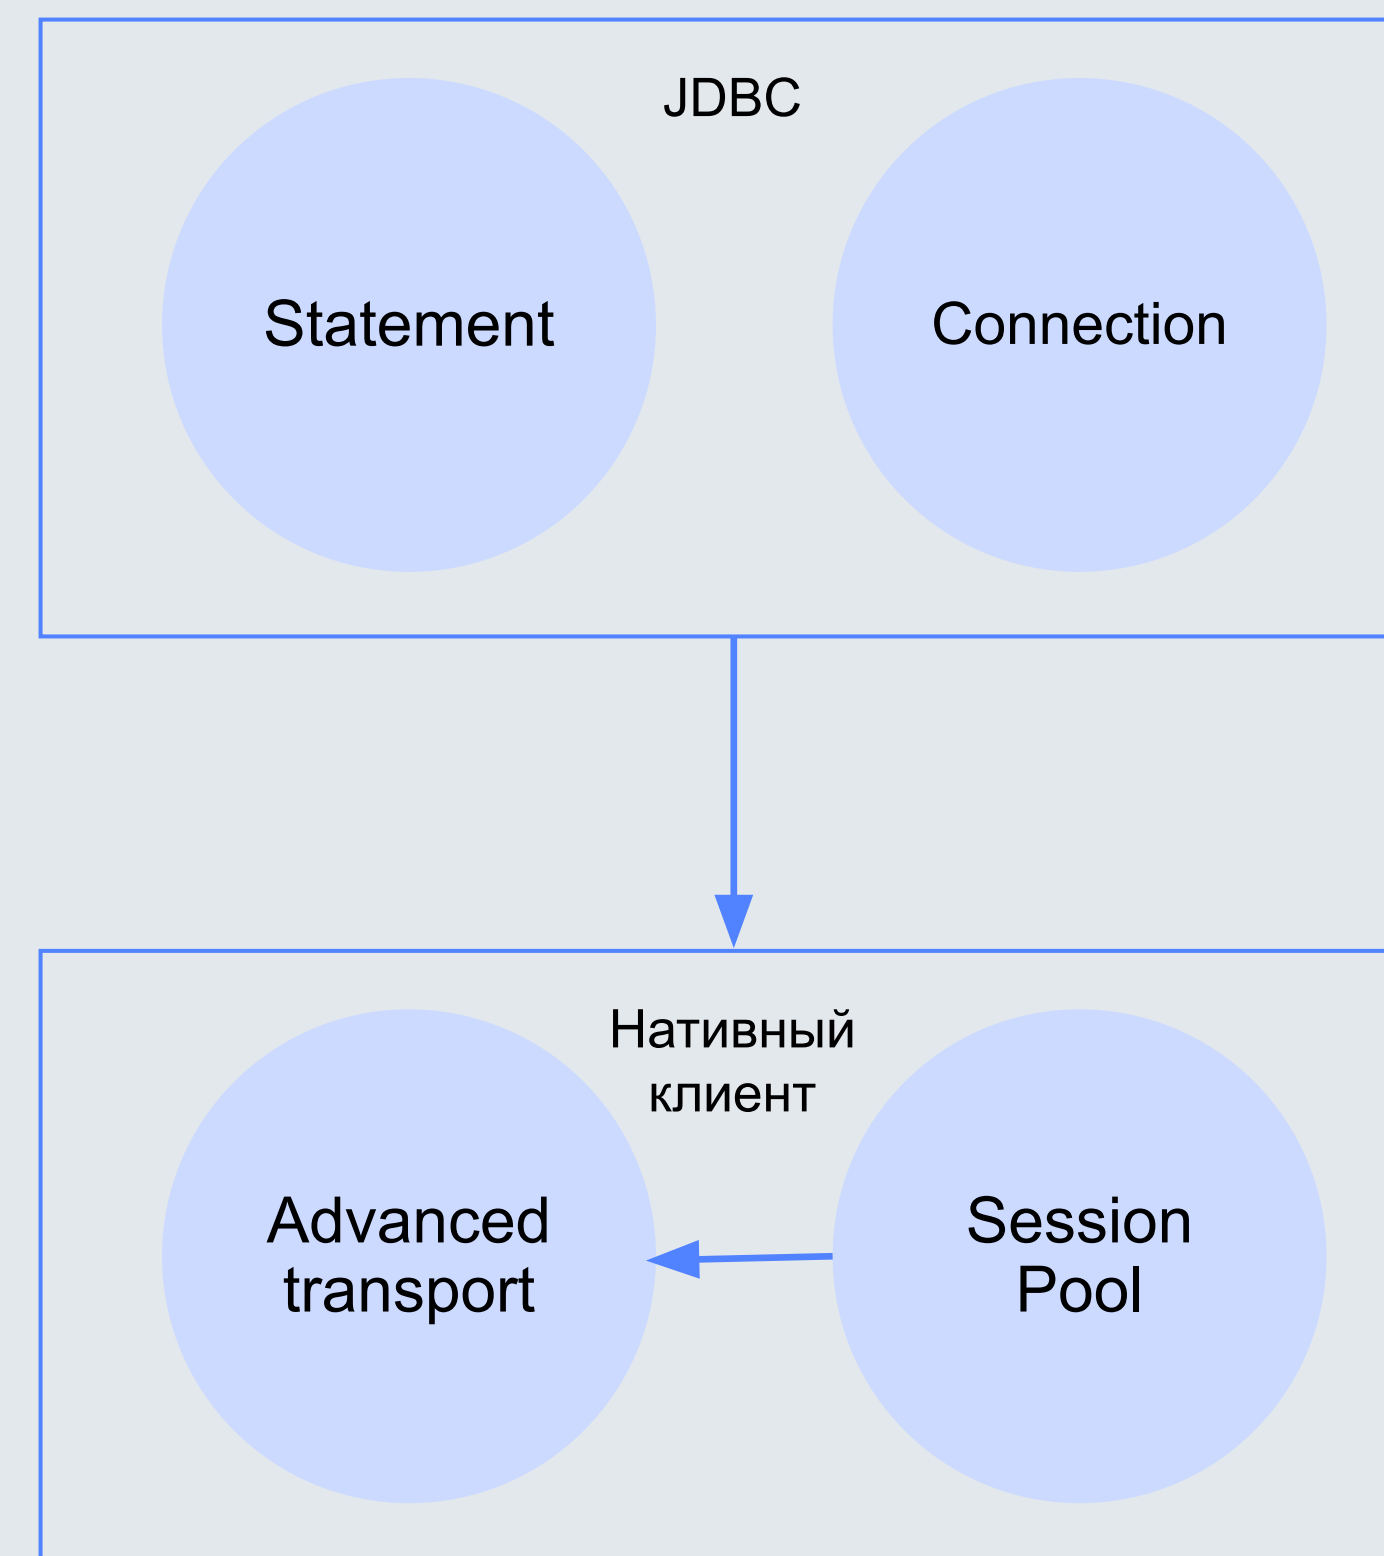 JDBC
Statement
Connection
Нативный
клиент
Advanced
transport
Session
Pool